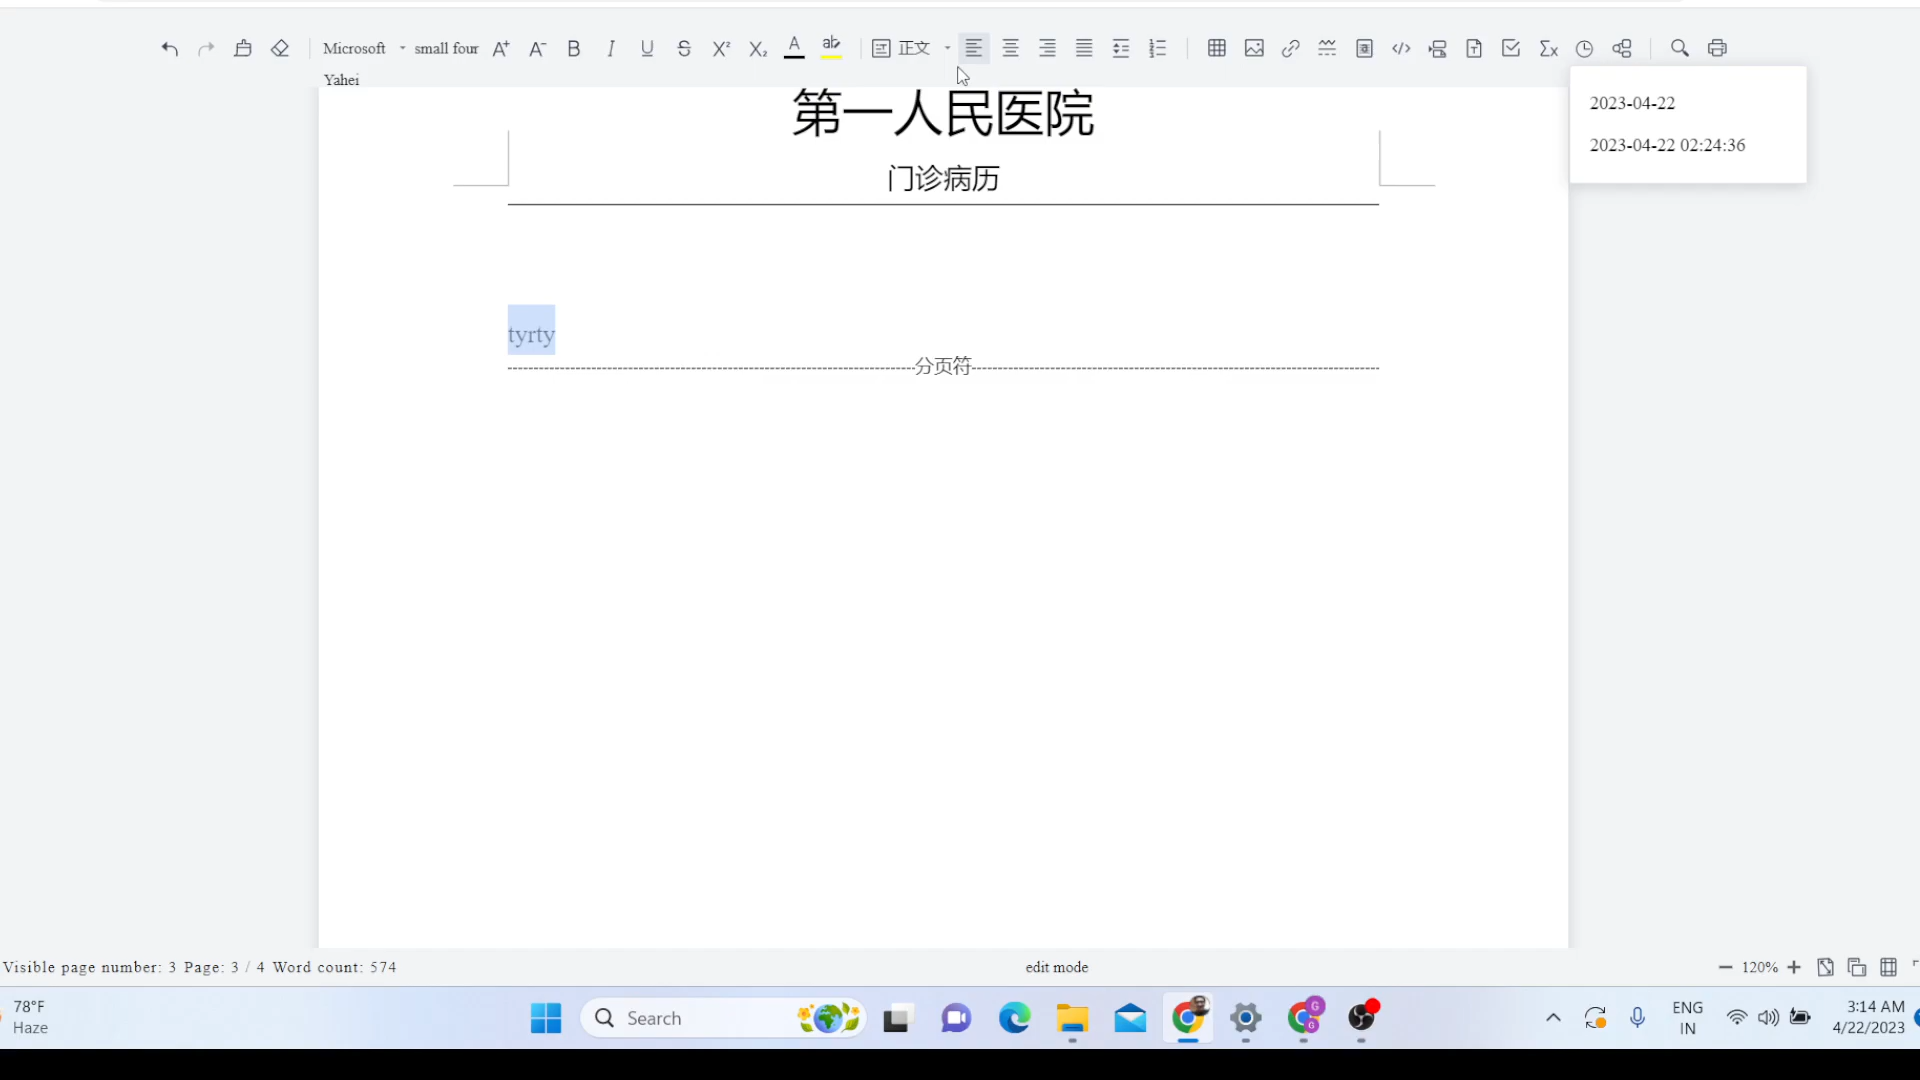 Microsoft Yahei
small four
正文
2023-04-22
2023-04-22 02:24:36
第一人民医院
门诊病历
tyrty
分页符
Visible page number: 3 Page: 3 / 4 Word count: 574
edit mode
120%
78°F
Haze
Search
ENG
IN
3:14 AM
4/22/2023